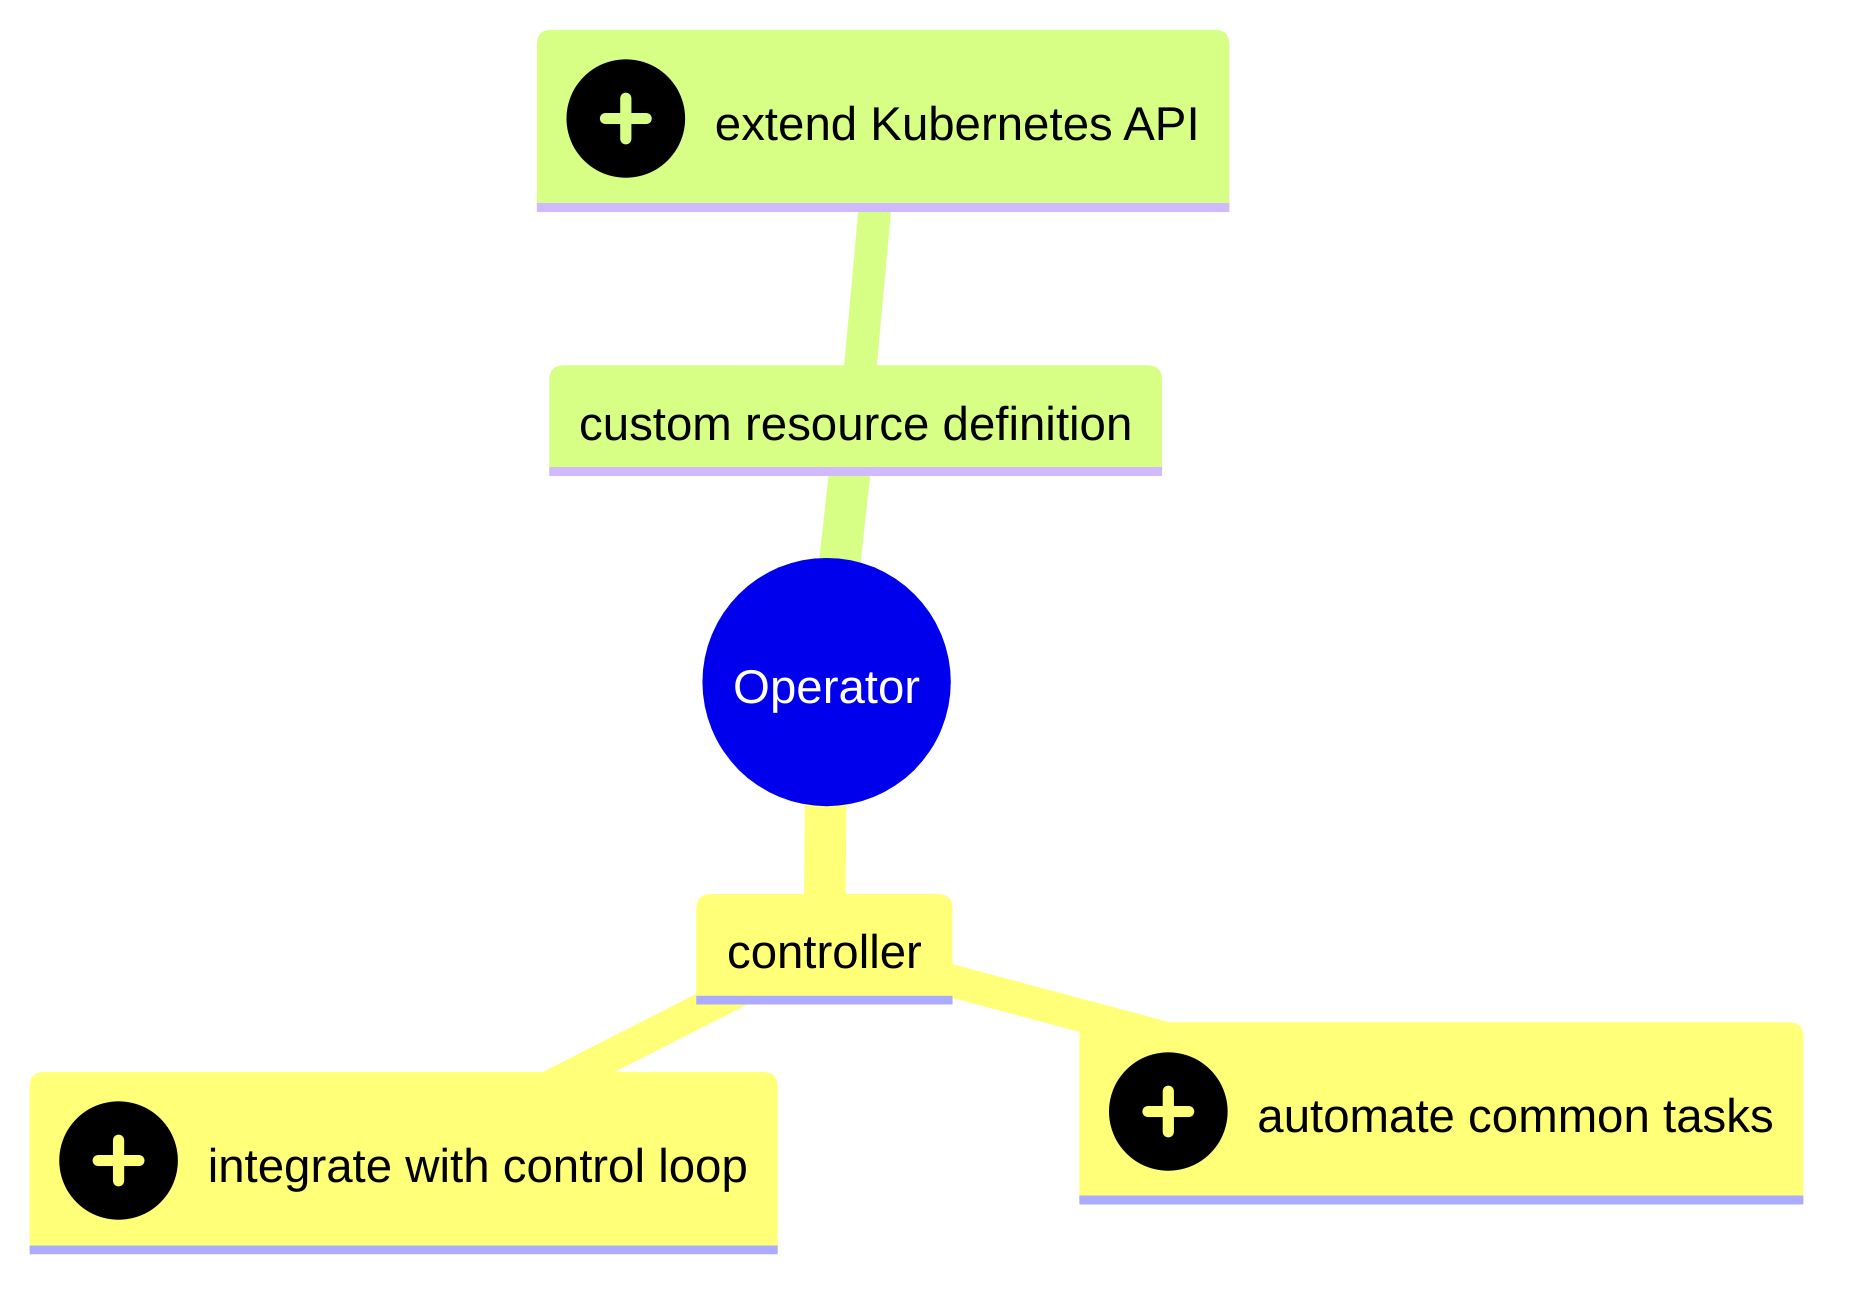 extend Kubernetes API
custom resource definition
Operator
controller
integrate with control loop
automate common tasks